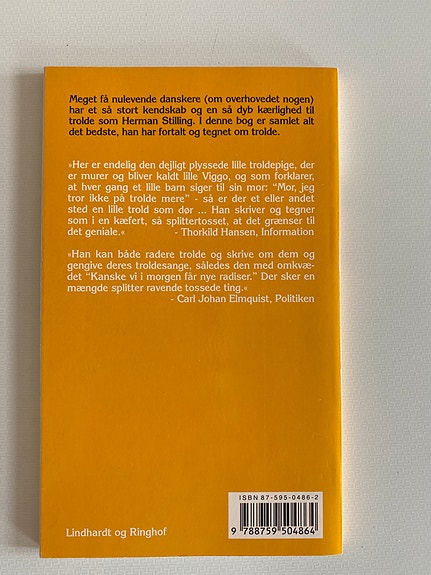 Meget få nulevende danskere (om overhovedet nogen)
har et så stort kendskab og en så dyb kærlighed til
trolde som Herman Stilling. I denne bog er samlet alt
det bedste, han har fortalt og tegnet om trolde.
»Her er endelig den dejligt plyssede lille troldepige, der
er murer og bliver kaldt lille Viggo, og som forklarer,
at hver gang et lille barn siger til sin mor: “Mor, jeg
tror ikke på trolde mere” - så er der et eller andet
sted en lille trold som dør ... Han skriver og tegner
som i en kæfert, så splittertosset, at det grænser til
det geniale.« - Thorkild Hansen, Information
»Han kan både radere trolde og skrive om dem og
gengive deres troldesange, således den med omkvæ-
det “Kanske vi i morgen får nye radiser.” Der sker en
mængde splitter ravende tossede ting.«
- Carl Johan Elmquist, Politiken
ISBN 87-595-0486-2
9 788759 504864
Lindhardt og Ringhof